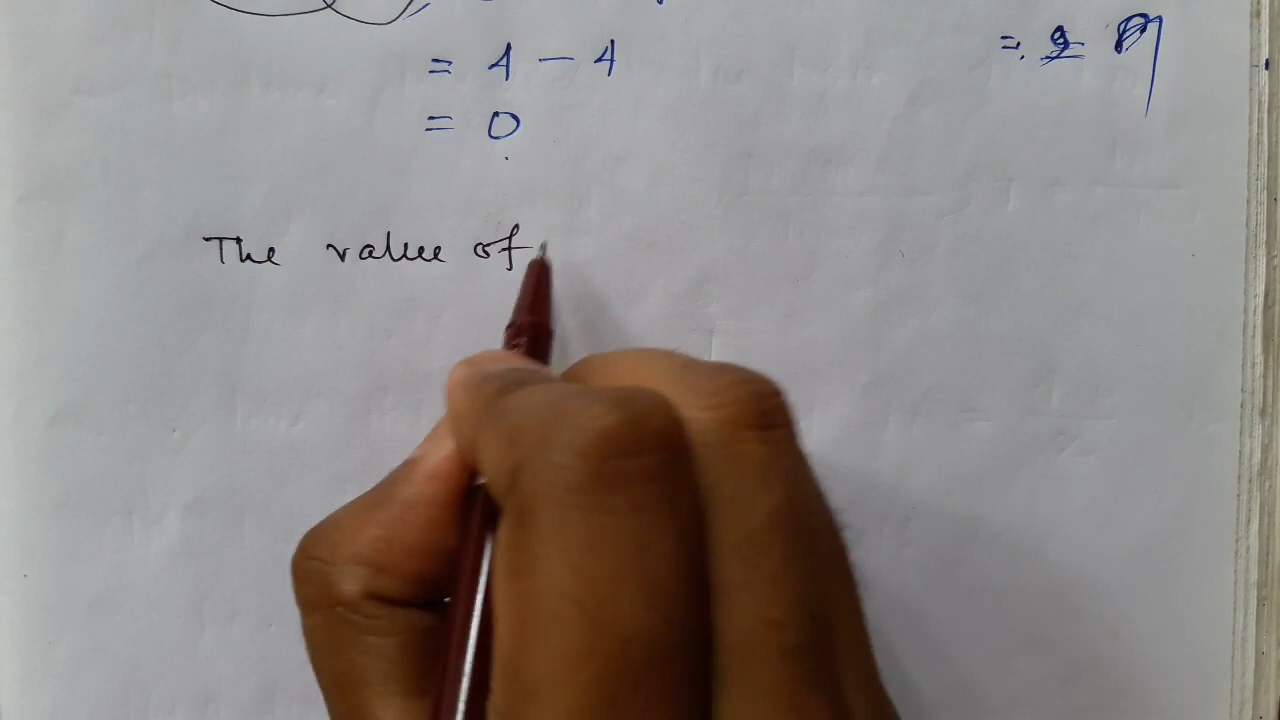 = 4 - 4
= 0
The value of